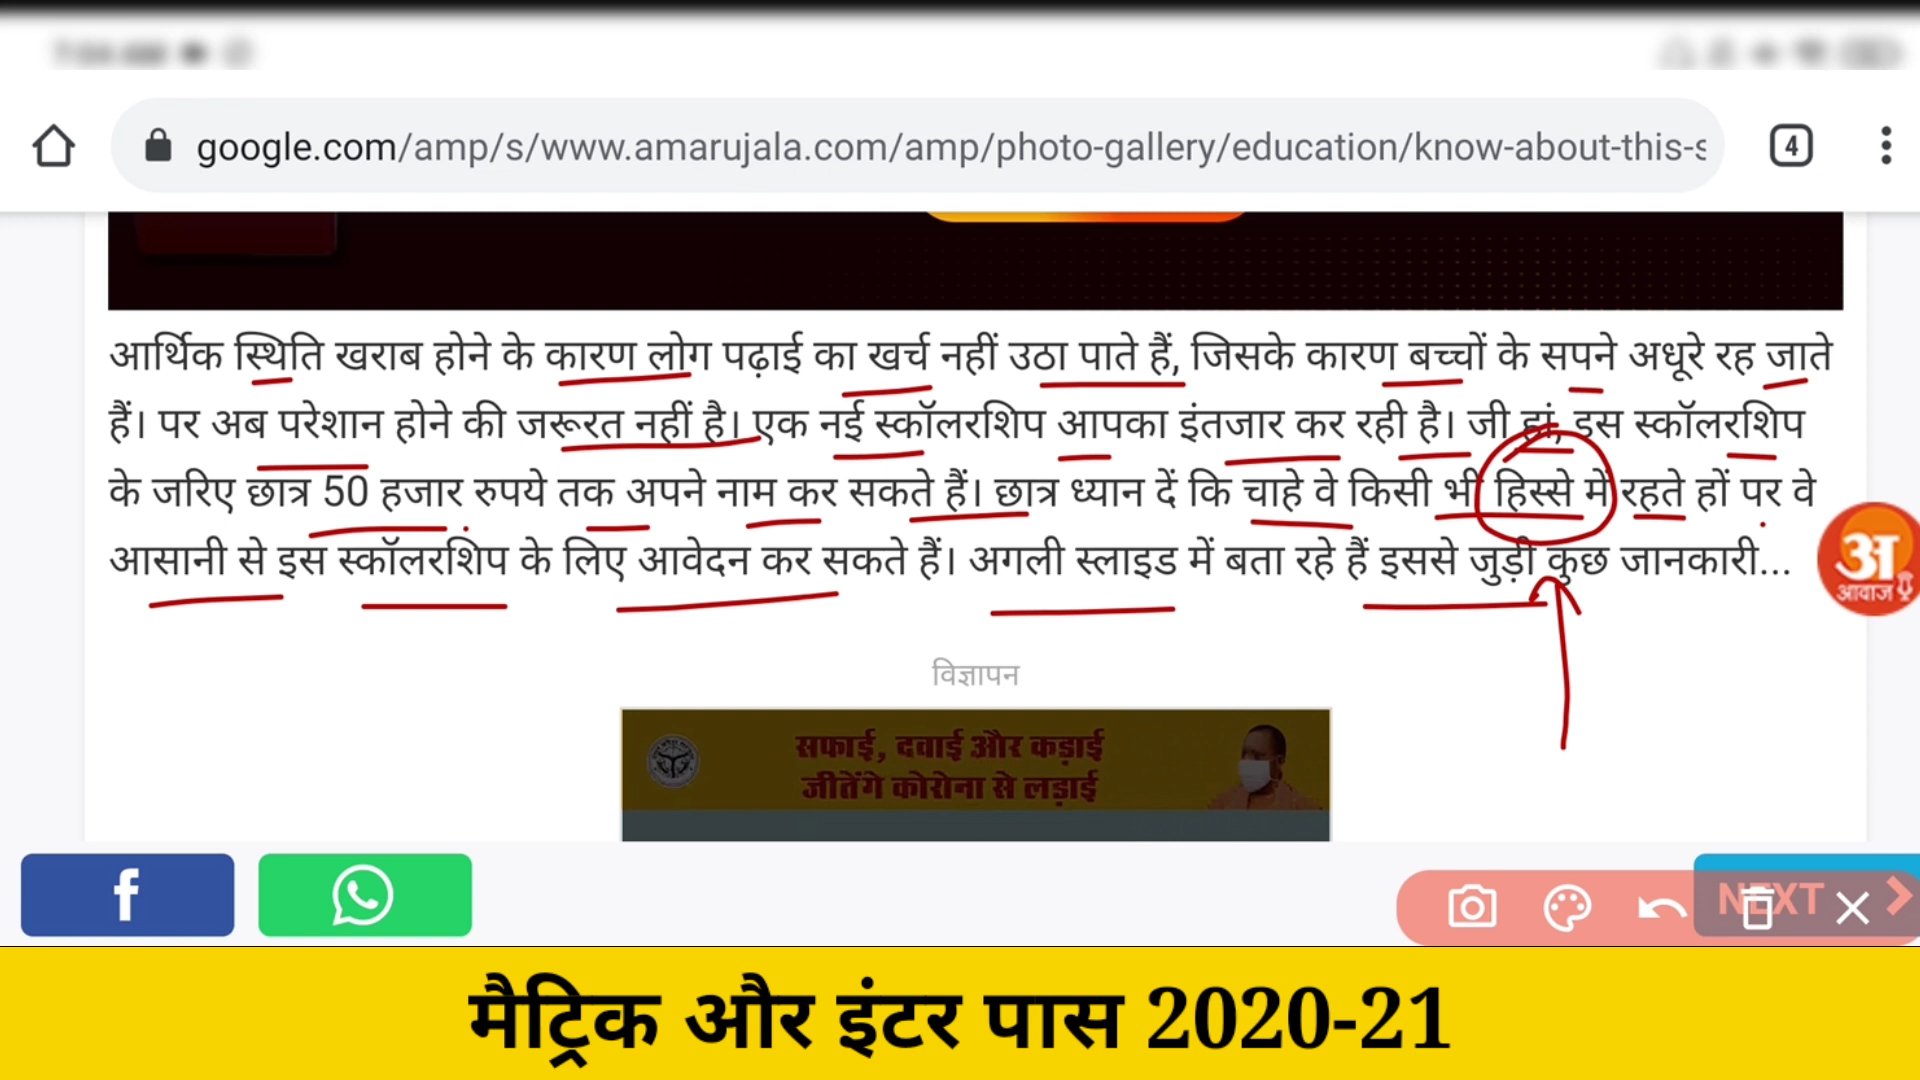 google.com/amp/s/www.amarujala.com/amp/photo-gallery/education/know-about-this-s
4
आर्थिक स्थिति खराब होने के कारण लोग पढ़ाई का खर्च नहीं उठा पाते हैं, जिसके कारण बच्चों के सपने अधूरे रह जाते
हैं। पर अब परेशान होने की जरूरत नहीं है। एक नई स्कॉलरशिप आपका इंतजार कर रही है। जी हां, इस स्कॉलरशिप
के जरिए छात्र 50 हजार रुपये तक अपने नाम कर सकते हैं। छात्र ध्यान दें कि चाहे वे किसी भी हिस्से में रहते हों पर वे
आसानी से इस स्कॉलरशिप के लिए आवेदन कर सकते हैं। अगली स्लाइड में बता रहे हैं इससे जुड़ी कुछ जानकारी...
अ
आवाज
विज्ञापन
सफाई, दवाई और कड़ाई
जीतेंगे कोरोना से लड़ाई
NEXT
मैट्रिक और इंटर पास 2020-21